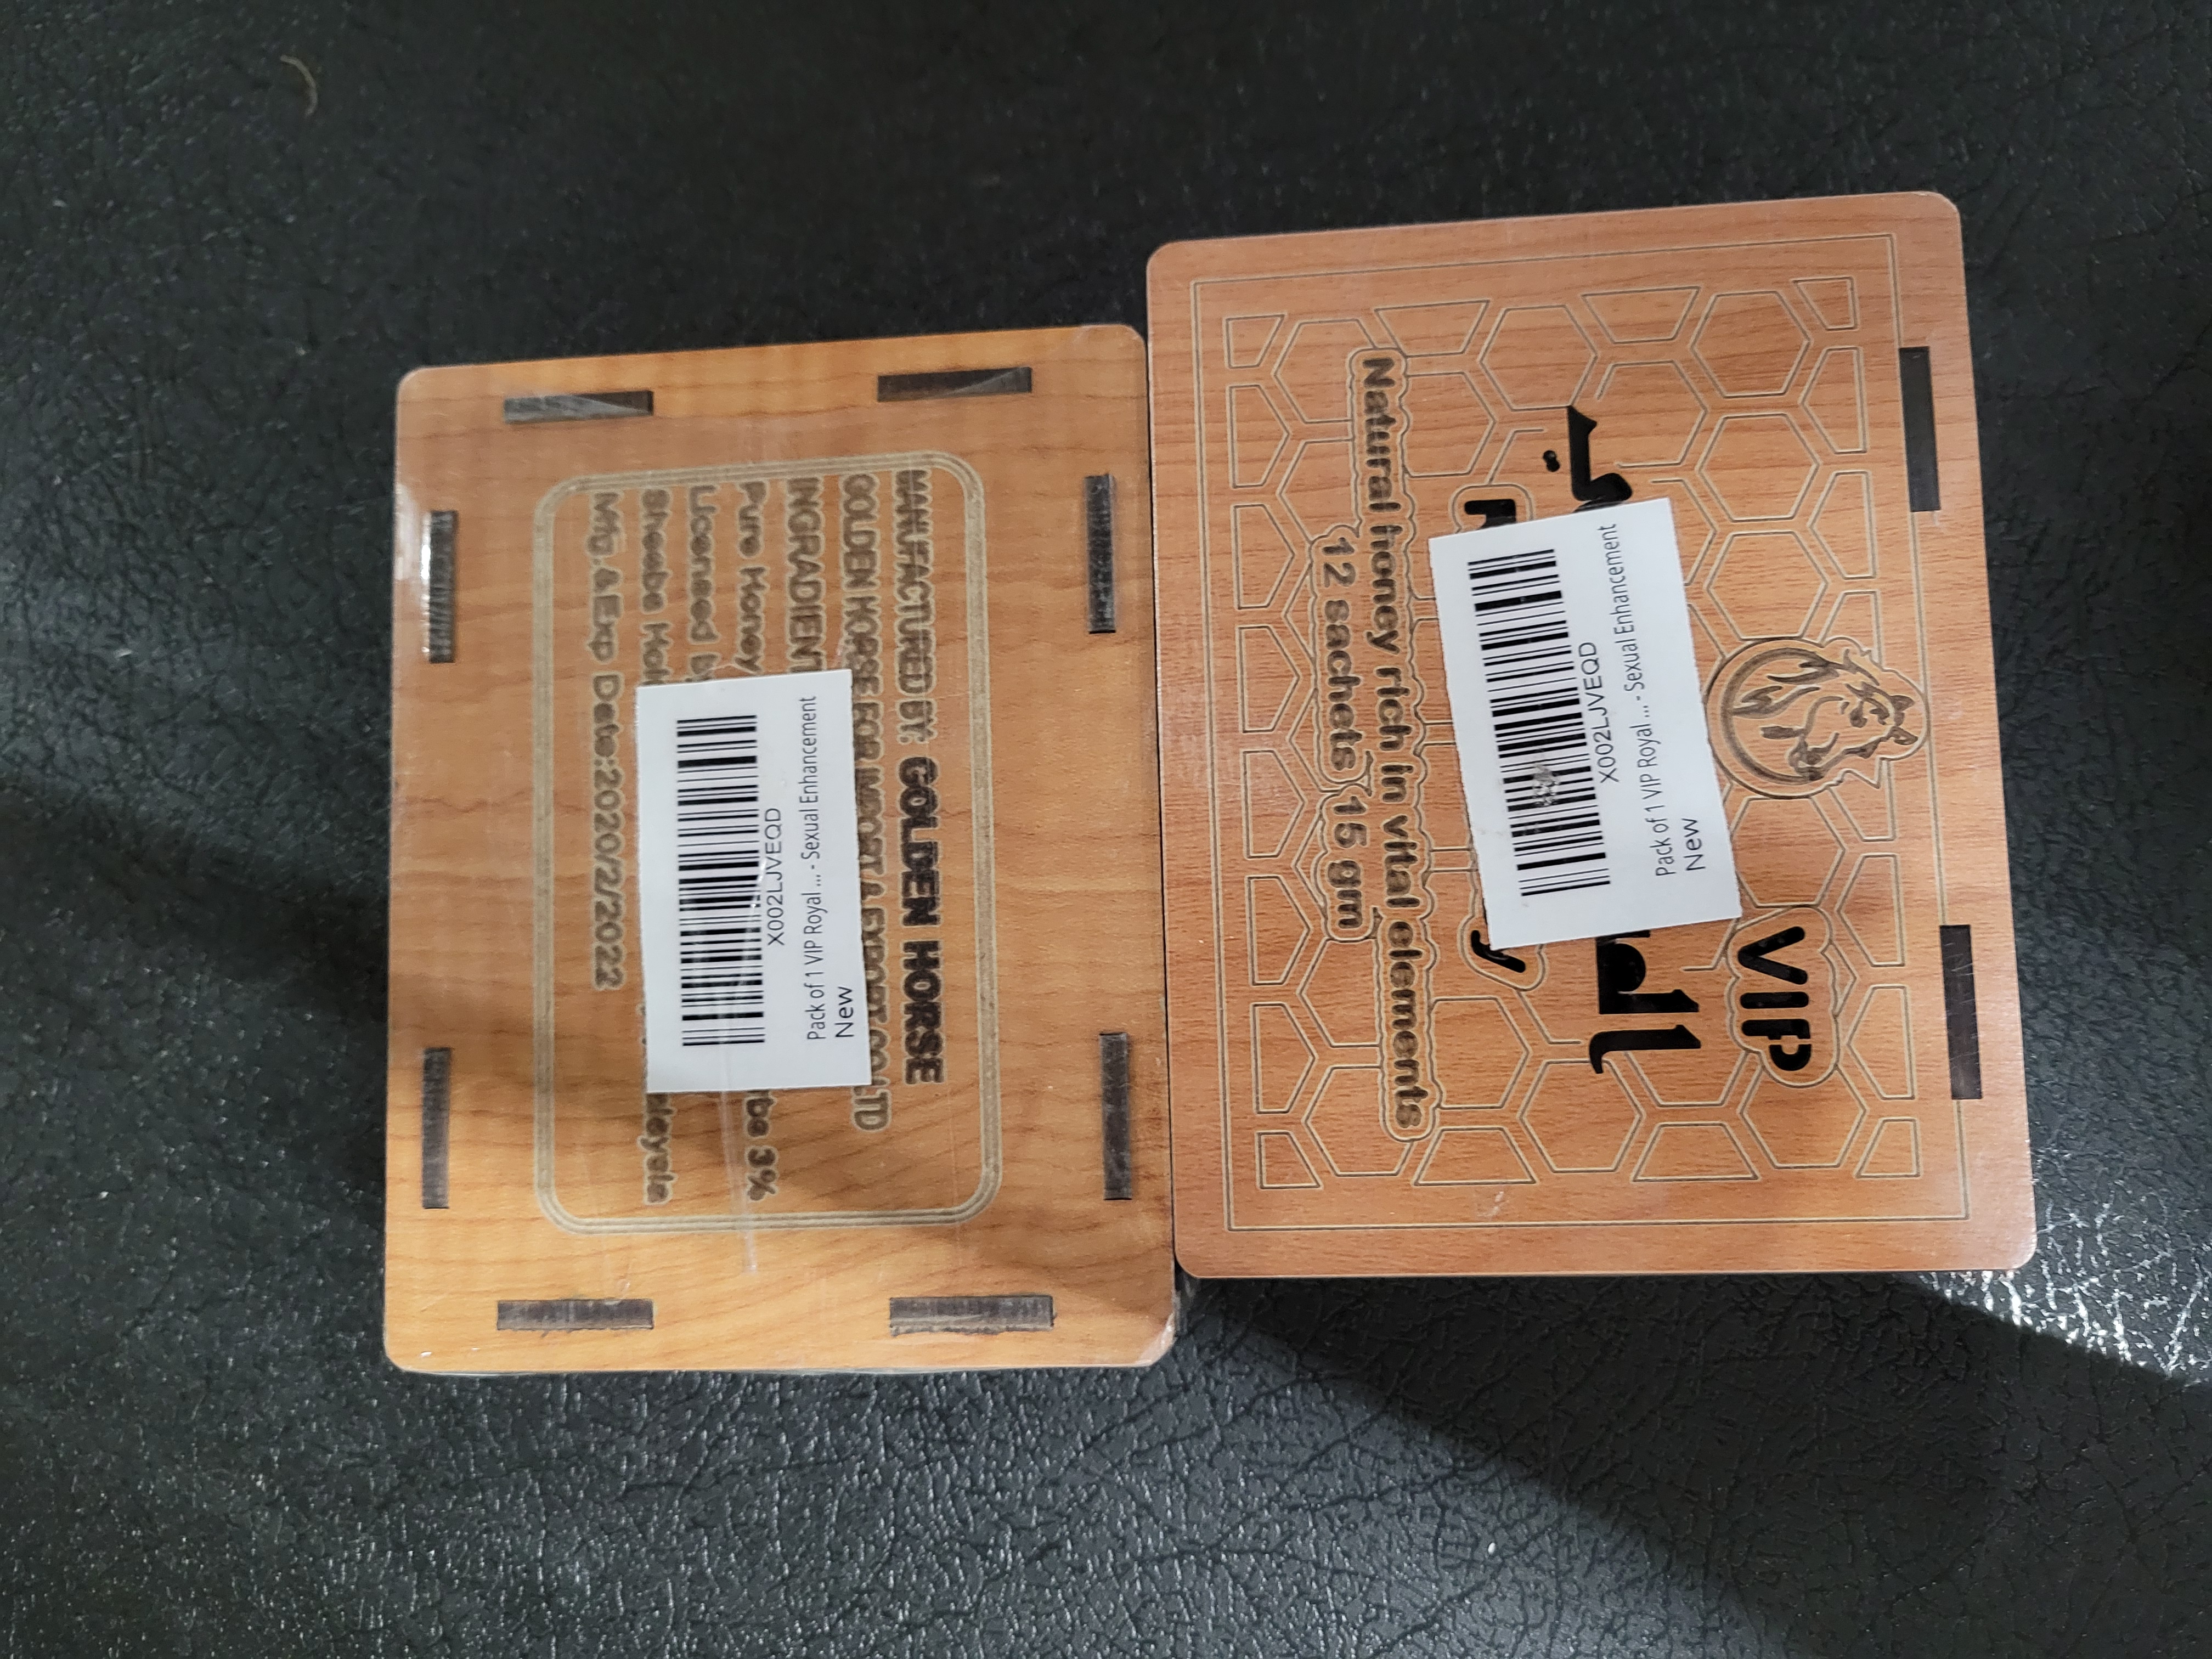 MANUFACTURED BY: GOLDEN HORSE
GOLDEN HORSE FOR IMPORT & EXPORT CO LTD
INGRADIENT
Pure Honey 3%
Licensed
Mfg.&Exp Date:2020/2/2022
X002LJVEQD
Pack of 1 VIP Royal ... - Sexual Enhancement
New
VIP
Natural honey rich in vital elements
12 sachets 15 gm
X002LJVEQD
Pack of 1 VIP Royal ... - Sexual Enhancement
New